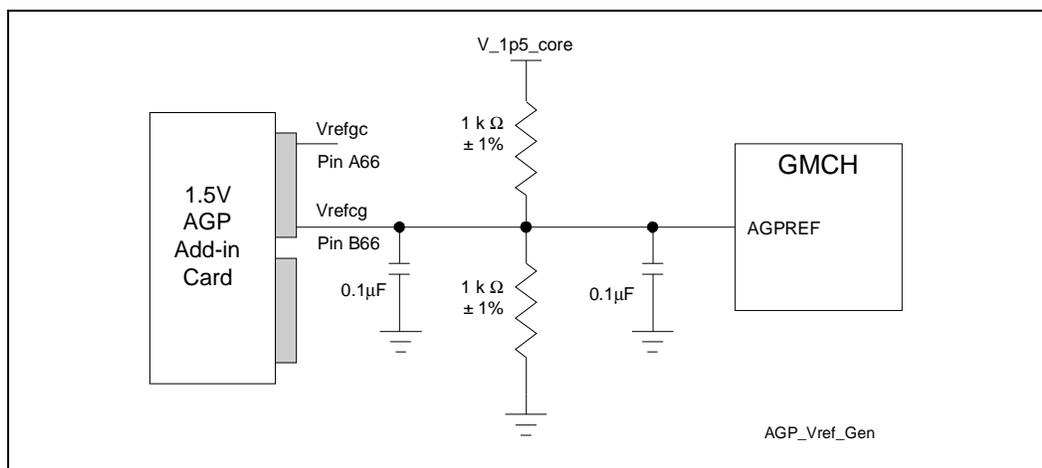 V_1p5_core
1 k Ω
± 1%
Vrefgc
Pin A66
GMCH
1.5V
AGP
Add-in
Card
Vrefcg
Pin B66
AGPREF
0.1μF
1 k Ω
± 1%
0.1μF
AGP_Vref_Gen